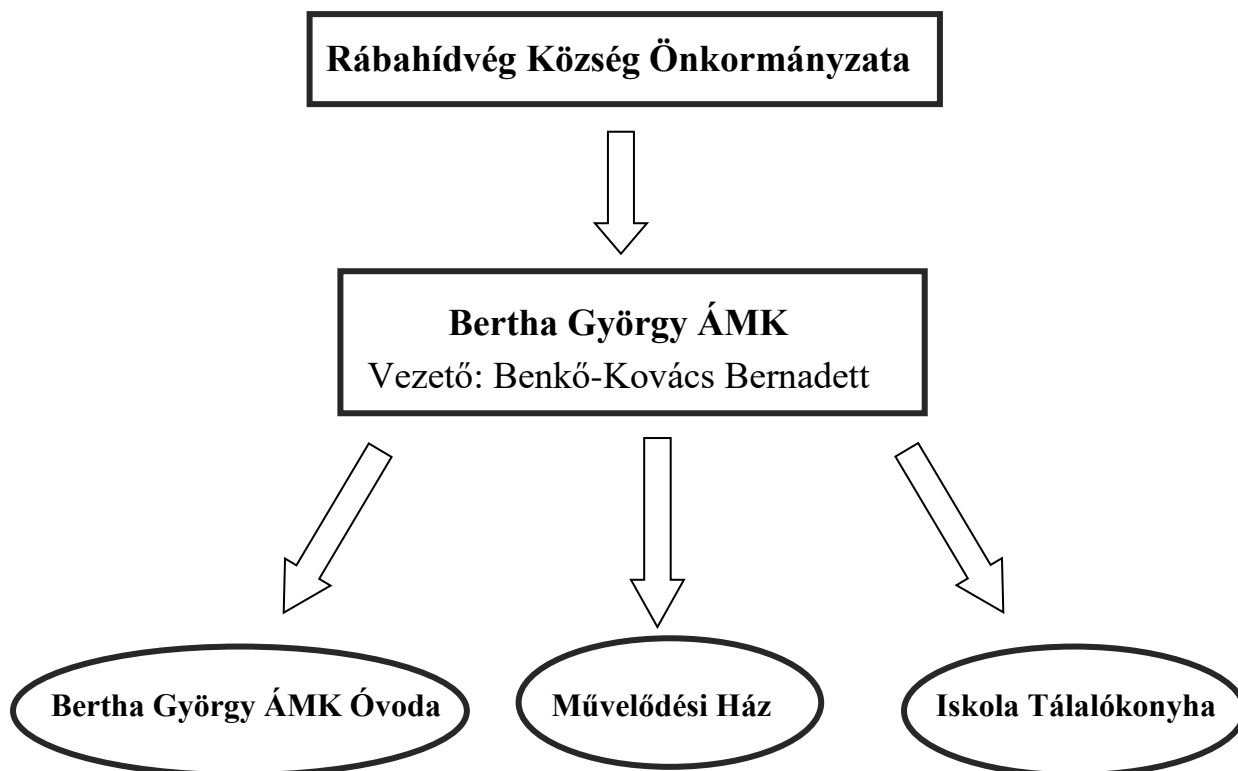 Rábahídvég Község Önkormányzata
Bertha György ÁMK
Vezető: Benkő-Kovács Bernadett
Bertha György ÁMK Óvoda
Művelődési Ház
Iskola Tálalókonyha